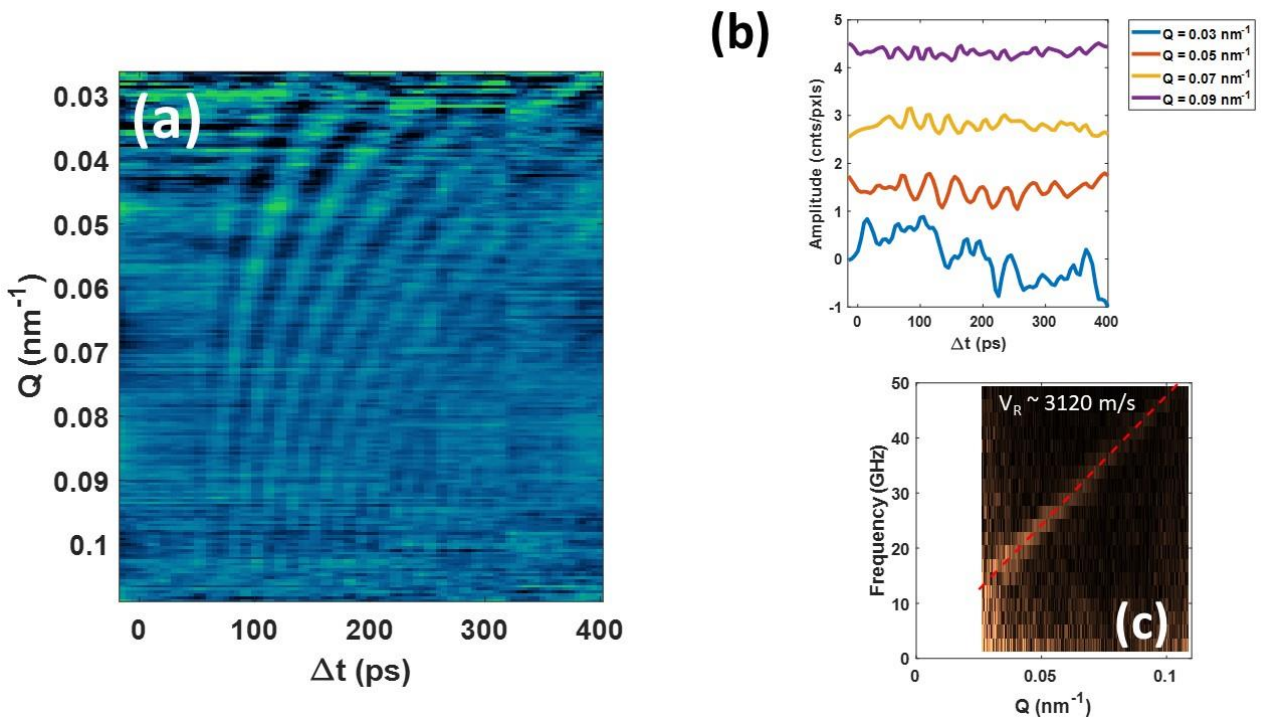 (a)
0.03
0.04
0.05
0.06
0.07
0.08
0.09
0.1
Q (nm⁻¹)
0 100 200 300 400
Δt (ps)
(b)
5
4
3
2
1
0
-1
Amplitude (cnts/pxls)
0 100 200 300 400
Δt (ps)
Q = 0.03 nm⁻¹
Q = 0.05 nm⁻¹
Q = 0.07 nm⁻¹
Q = 0.09 nm⁻¹
50
40
30
20
10
0
Frequency (GHz)
V_R ~ 3120 m/s
(c)
0 0.05 0.1
Q (nm⁻¹)